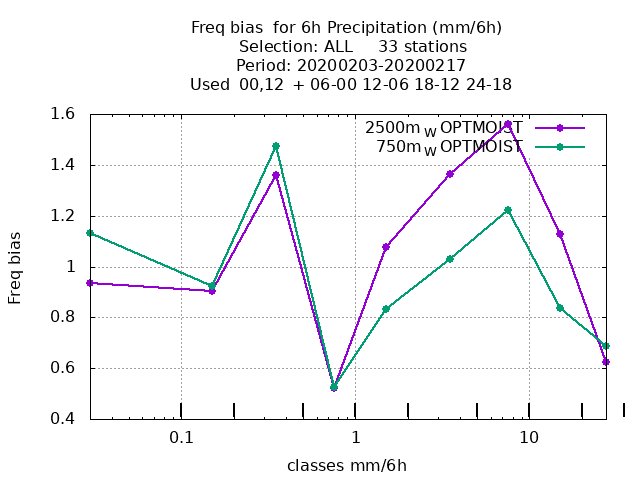 Freq bias  for 6h Precipitation (mm/6h)
Selection: ALL     33 stations
Period: 20200203-20200217
Used  00,12  + 06-00 12-06 18-12 24-18
2500m W OPTMOIST
750m W OPTMOIST
1.6
1.4
1.2
1
0.8
0.6
0.4
Freq bias
0.1
1
10
classes mm/6h